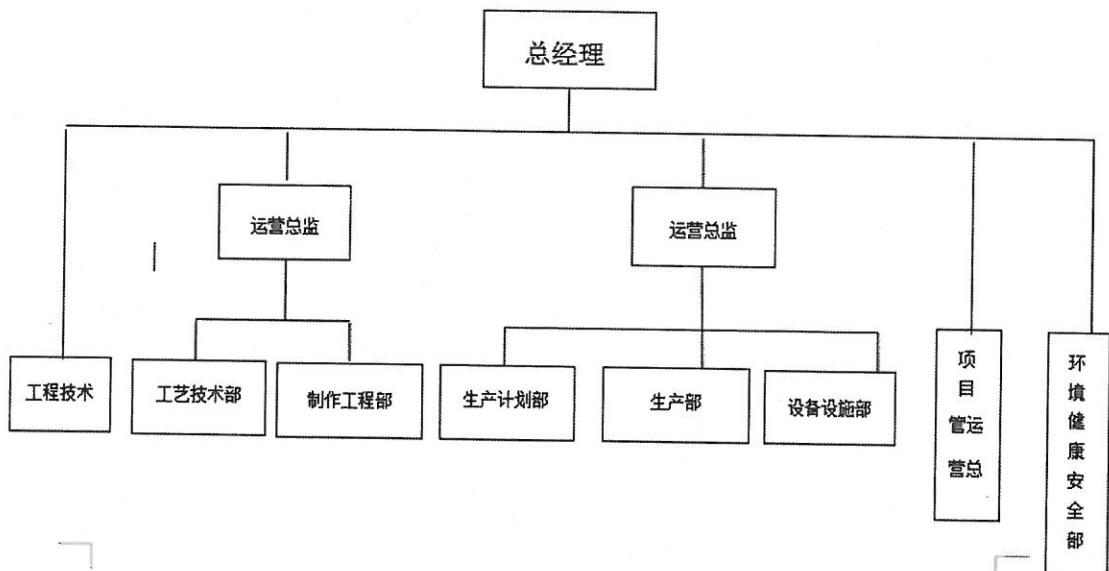 总经理
运营总监
运营总监
工程技术
工艺技术部
制作工程部
生产计划部
生产部
设备设施部
项
目
管运
营总
环
境
健
康
安
全
部